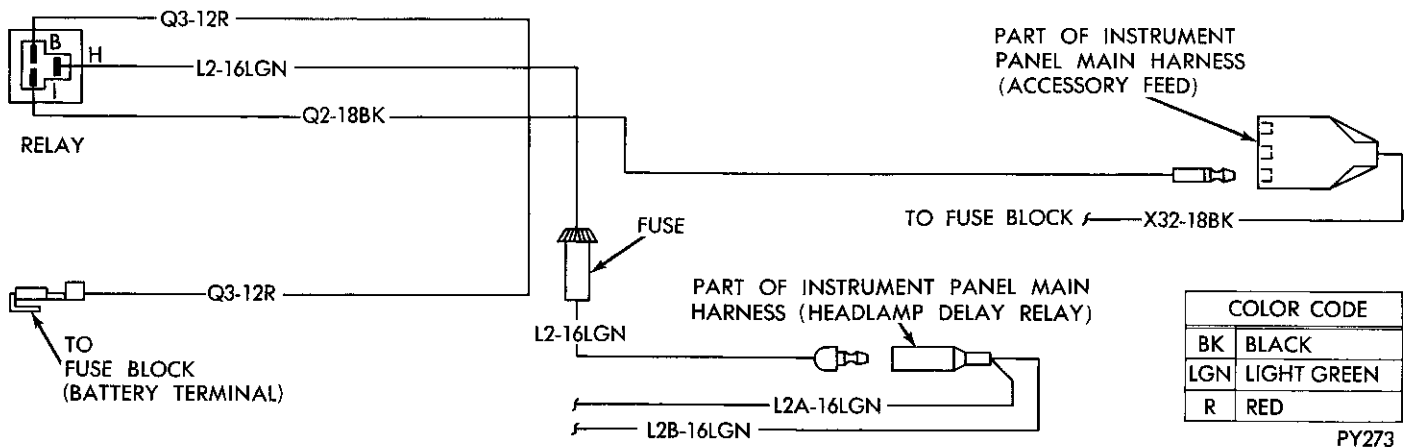 Q3-12R
B
H
L2-16LGN
I
Q2-18BK
RELAY
PART OF INSTRUMENT
PANEL MAIN HARNESS
(ACCESSORY FEED)
TO FUSE BLOCK
X32-18BK
FUSE
Q3-12R
TO
FUSE BLOCK
(BATTERY TERMINAL)
PART OF INSTRUMENT PANEL MAIN
HARNESS (HEADLAMP DELAY RELAY)
L2-16LGN
L2A-16LGN
L2B-16LGN
COLOR CODE
BK BLACK
LGN LIGHT GREEN
R RED
PY273